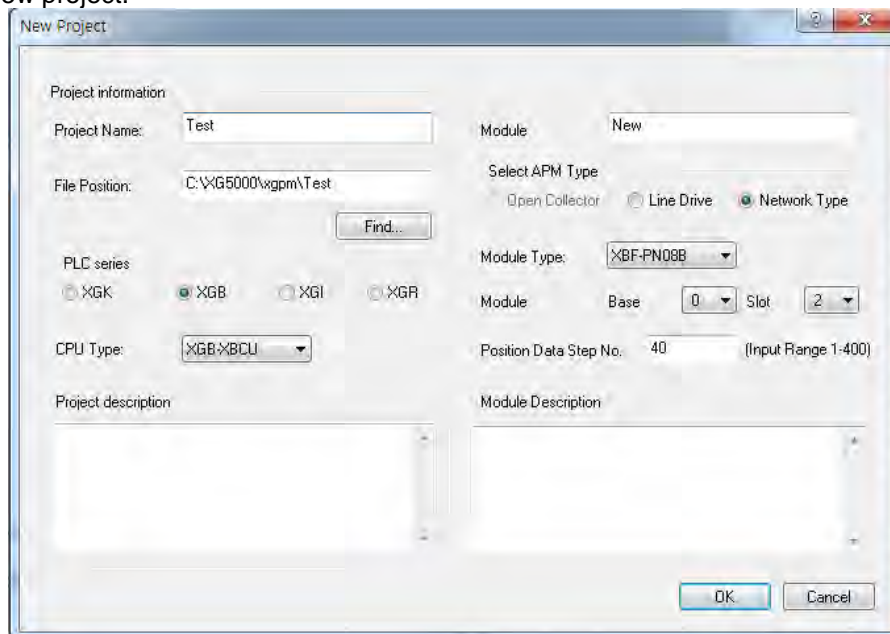 ow project.
New Project
Project information
Project Name: Test
File Position: C:\XG5000\xgpm\Test
Find...
PLC series
XGK XGB XGI XGR
CPU Type: XGB-XBCU
Project description
Module New
Select APM Type
Open Collector Line Drive Network Type
Module Type: XBF-PN08B
Module Base 0 Slot 2
Position Data Step No. 40 (Input Range 1-400)
Module Description
OK Cancel